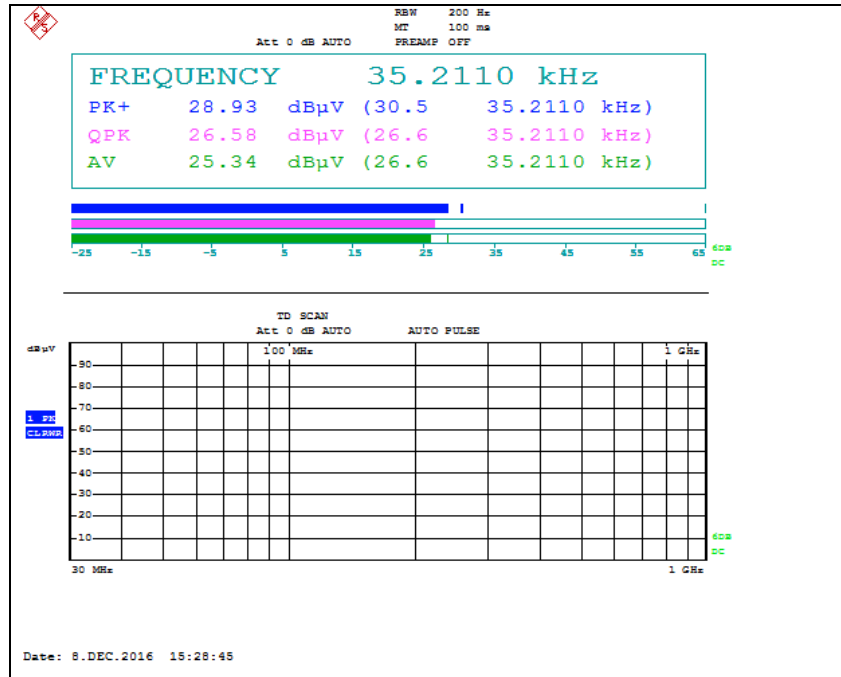 R S
RBW 200 Hz
MT 100 ms
Att 0 dB AUTO PREAMP OFF
FREQUENCY 35.2110 kHz
PK+ 28.93 dBµV (30.5 35.2110 kHz)
QPK 26.58 dBµV (26.6 35.2110 kHz)
AV 25.34 dBµV (26.6 35.2110 kHz)
-25 -15 -5 5 15 25 35 45 55 65
6DB
DC
TD SCAN
Att 0 dB AUTO AUTO PULSE
dBµV
100 MHz 1 GHz
90
80
70
1 PK
CLRWR
60
50
40
30
20
10
6DB
DC
30 MHz 1 GHz
Date: 8.DEC.2016 15:28:45